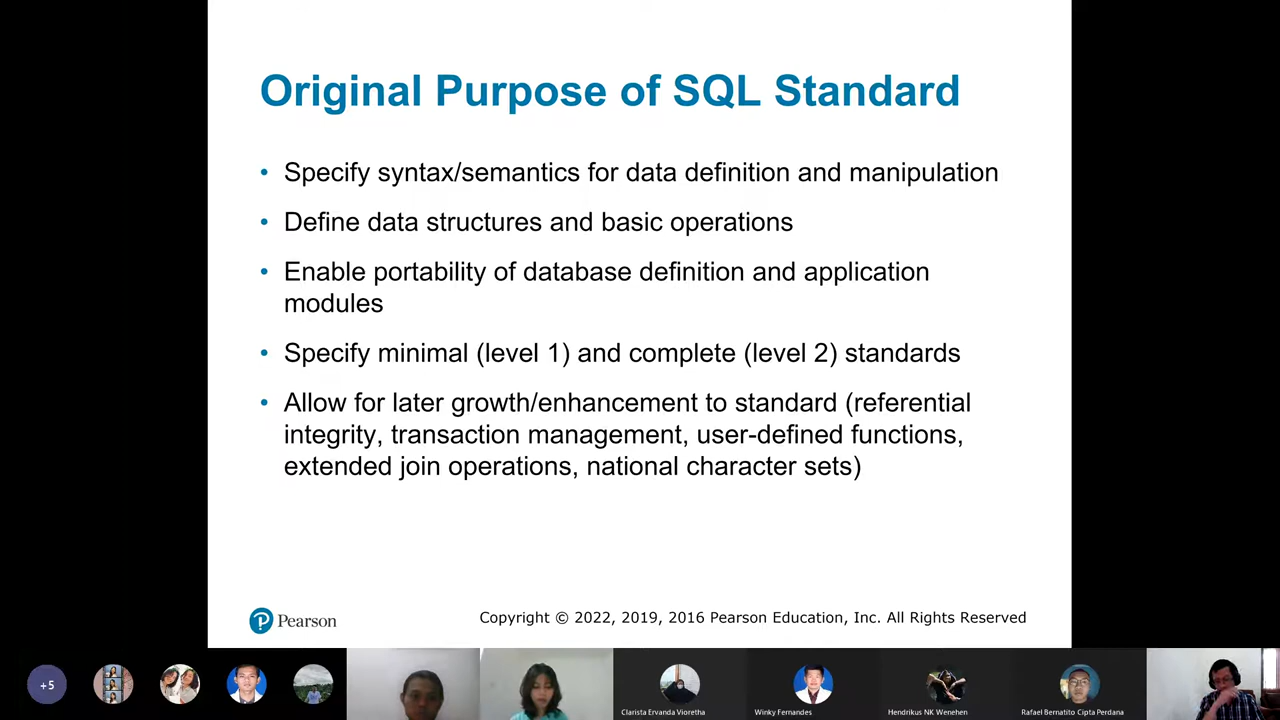 Original Purpose of SQL Standard
• Specify syntax/semantics for data definition and manipulation
• Define data structures and basic operations
• Enable portability of database definition and application
modules
• Specify minimal (level 1) and complete (level 2) standards
• Allow for later growth/enhancement to standard (referential
integrity, transaction management, user-defined functions,
extended join operations, national character sets)
P Pearson
Copyright © 2022, 2019, 2016 Pearson Education, Inc. All Rights Reserved
+5
Clarista Ervanda Vioretha
Winky Fernandes
Hendrikus NK Wenehen
Rafael Bernatito Cipta Perdana